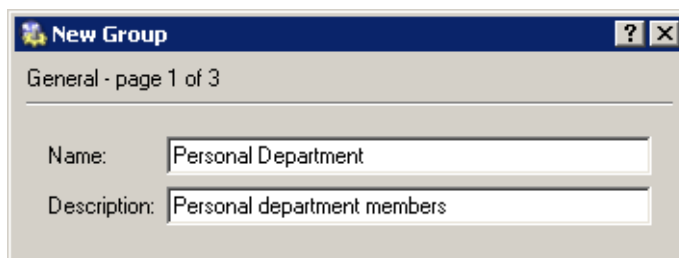 New Group
General - page 1 of 3
Name: Personal Department
Description: Personal department members